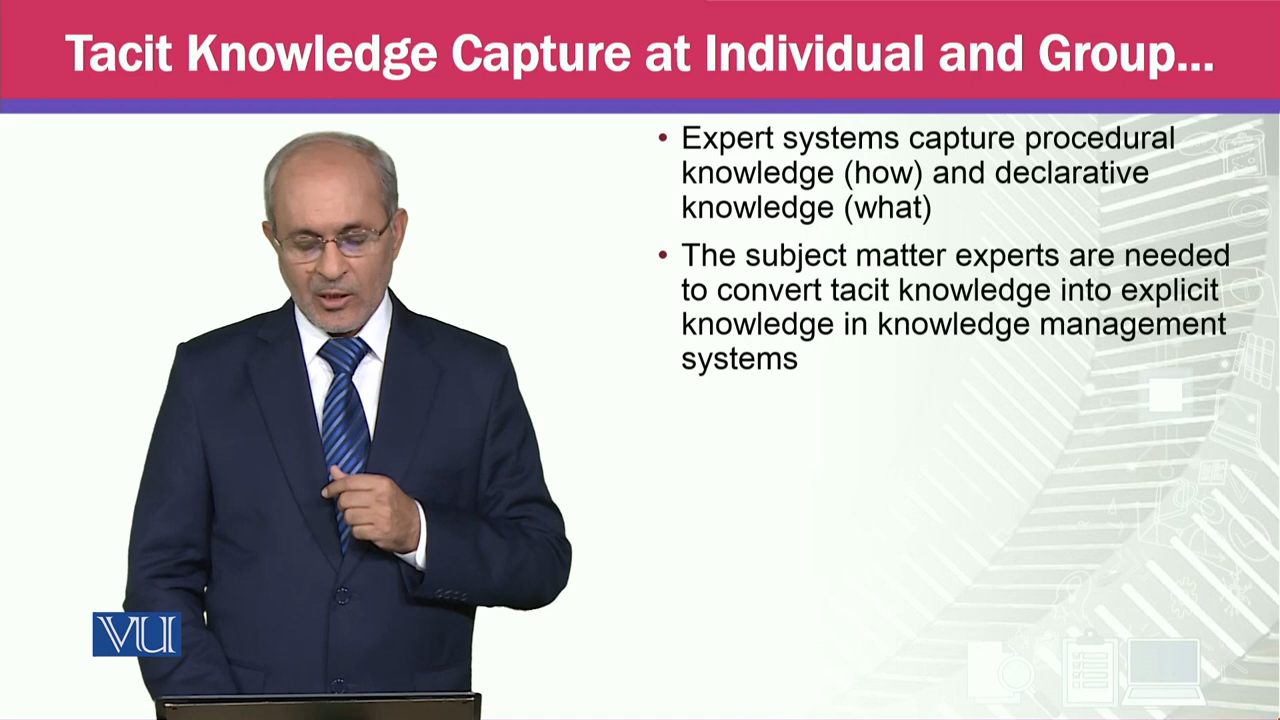 Tacit Knowledge Capture at Individual and Group...
• Expert systems capture procedural
knowledge (how) and declarative
knowledge (what)
• The subject matter experts are needed
to convert tacit knowledge into explicit
knowledge in knowledge management
systems
VU